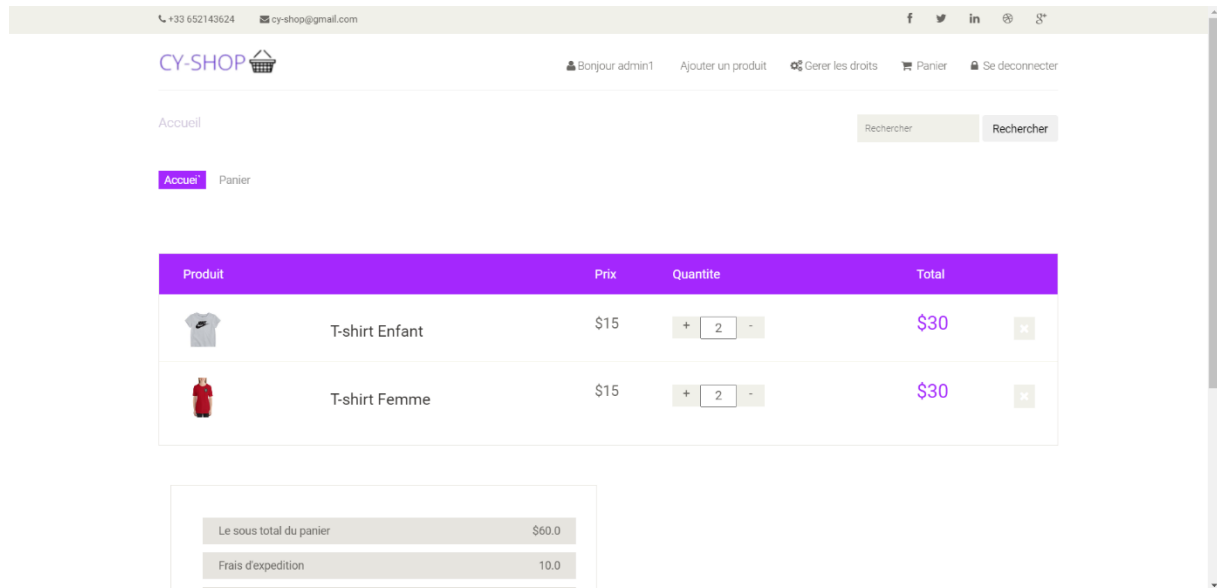 +33 652143624 cy-shop@gmail.com
CY-SHOP
Bonjour admin1 Ajouter un produit Gerer les droits Panier Se deconnecter
Accueil
Rechercher Rechercher
Accuei Panier
Produit Prix Quantite Total
T-shirt Enfant $15 + 2 - $30
T-shirt Femme $15 + 2 - $30
Le sous total du panier $60.0
Frais d'expedition 10.0